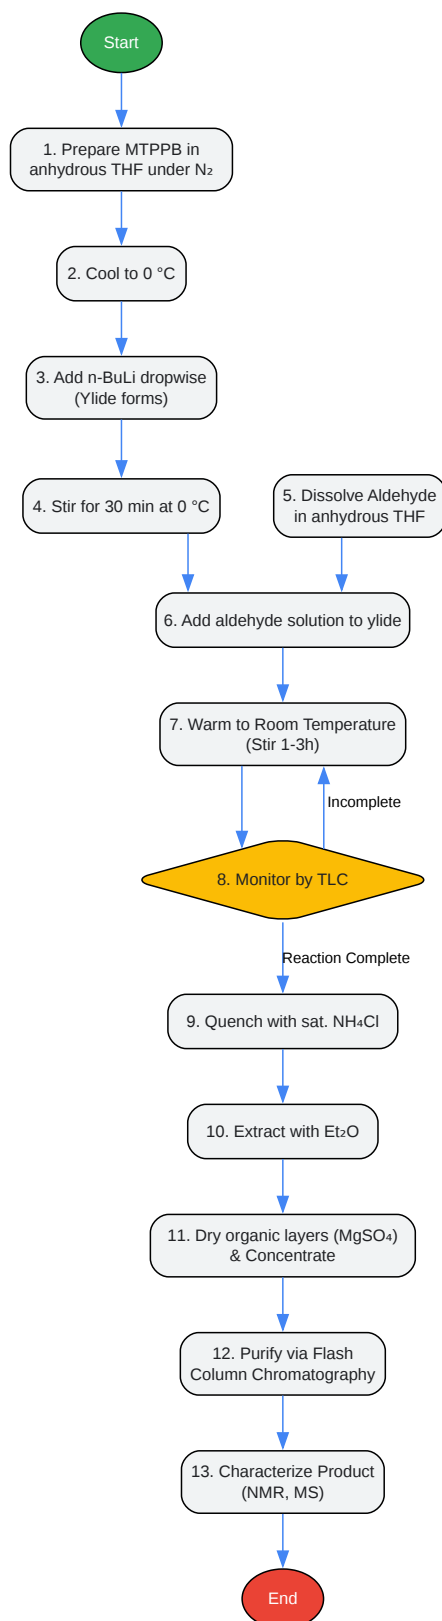 Start
1. Prepare MTPPB in
anhydrous THF under N₂
2. Cool to 0 °C
3. Add n-BuLi dropwise
(Ylide forms)
4. Stir for 30 min at 0 °C
5. Dissolve Aldehyde
in anhydrous THF
6. Add aldehyde solution to ylide
7. Warm to Room Temperature
(Stir 1-3h)
Incomplete
8. Monitor by TLC
Reaction Complete
9. Quench with sat. NH₄Cl
10. Extract with Et₂O
11. Dry organic layers (MgSO₄)
& Concentrate
12. Purify via Flash
Column Chromatography
13. Characterize Product
(NMR, MS)
End